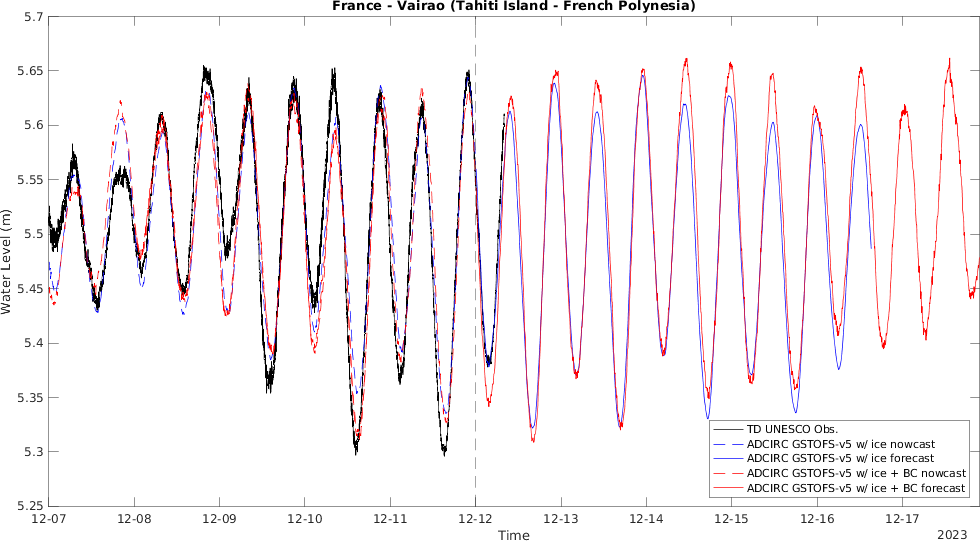 France - Vairao (Tahiti Island - French Polynesia)
5.7
5.65
5.6
5.55
5.5
5.45
5.4
5.35
5.3
5.25
Water Level (m)
TD UNESCO Obs.
ADCIRC GSTOFS-v5 w/ ice nowcast
ADCIRC GSTOFS-v5 w/ ice forecast
ADCIRC GSTOFS-v5 w/ ice + BC nowcast
ADCIRC GSTOFS-v5 w/ ice + BC forecast
12-07 12-08 12-09 12-10 12-11 12-12 12-13 12-14 12-15 12-16 12-17
Time
2023